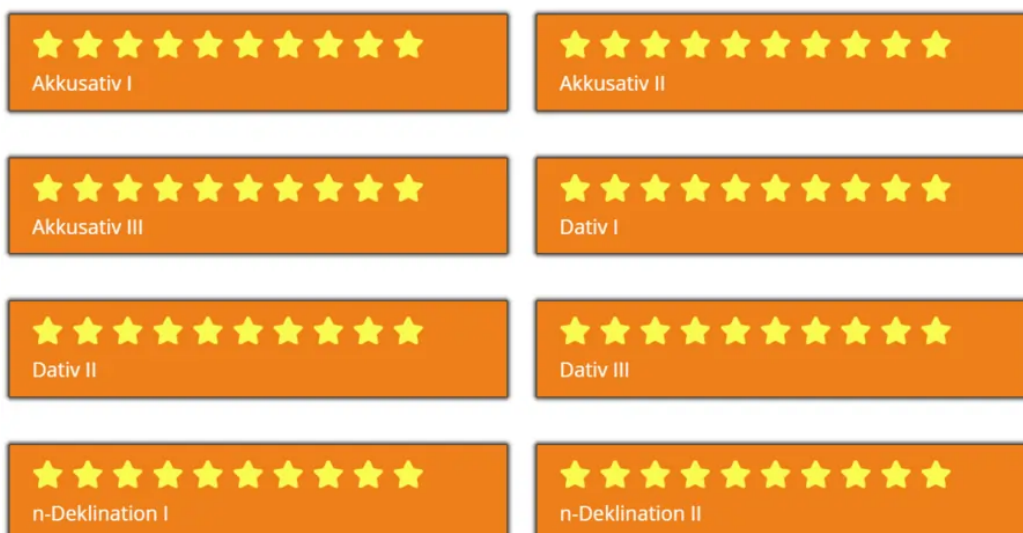 Akkusativ I
Akkusativ II
Akkusativ III
Dativ I
Dativ II
Dativ III
n-Deklination I
n-Deklination II